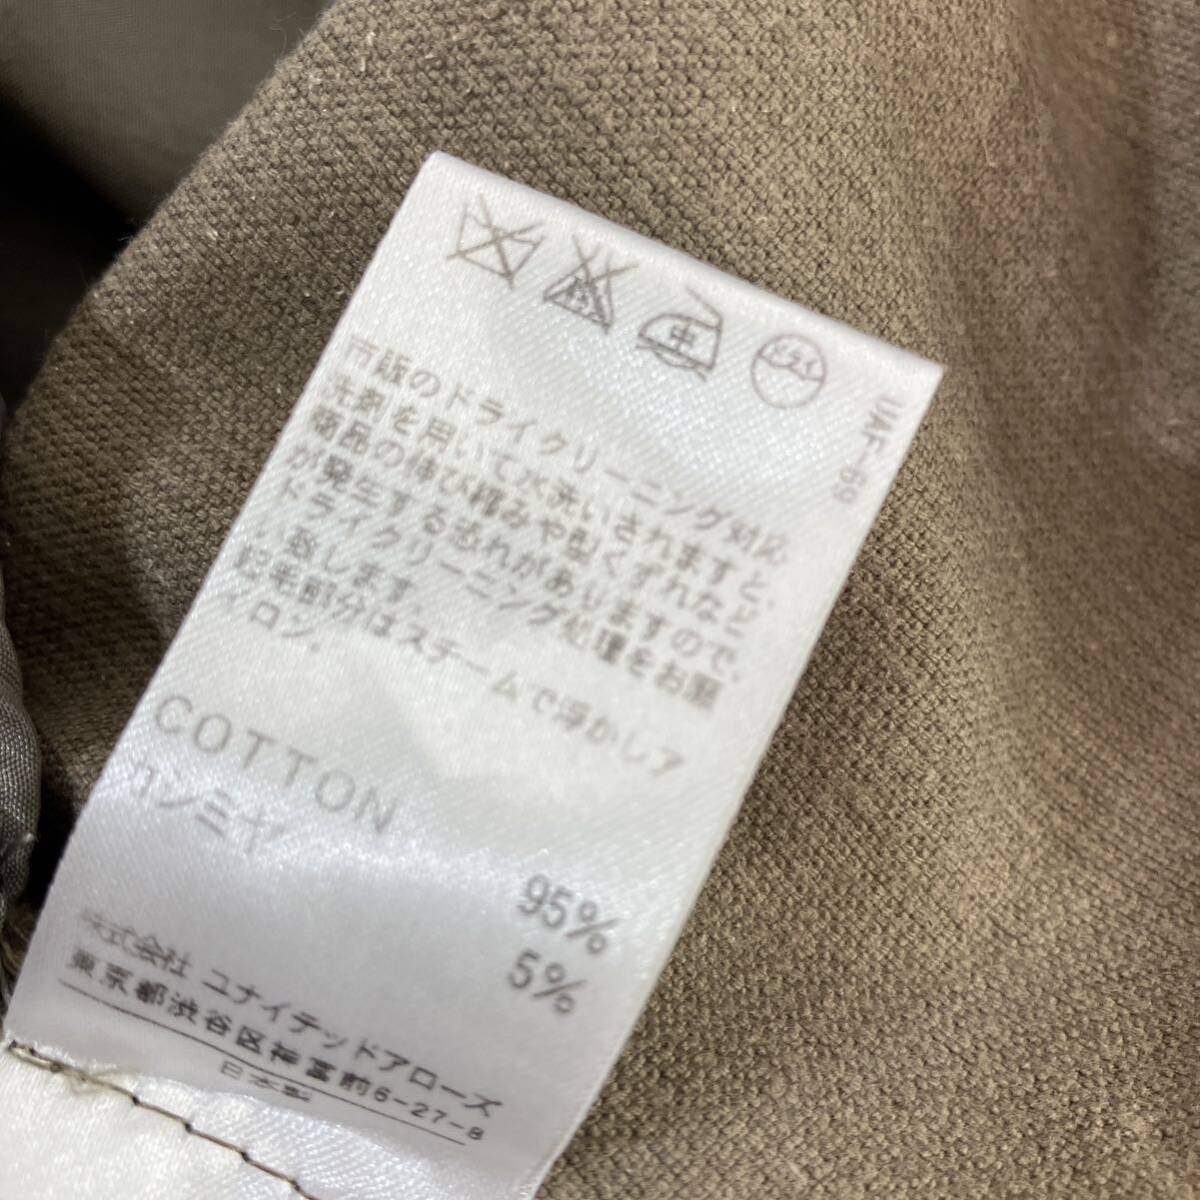 中
ドライ
UAF-69
市販のドライクリーニング対応
洗剤を用いて水洗いされますと、
商品の伸び縮みや型くずれなど
が発生する恐れがありますので、
ドライクリーニング処理をお願
い致します。
起毛部分はスチームで浮かしア
イロン。
COTTON 95%
カシミヤ 5%
株式会社 ユナイテッドアローズ
東京都渋谷区神宮前6-27-8
日本製